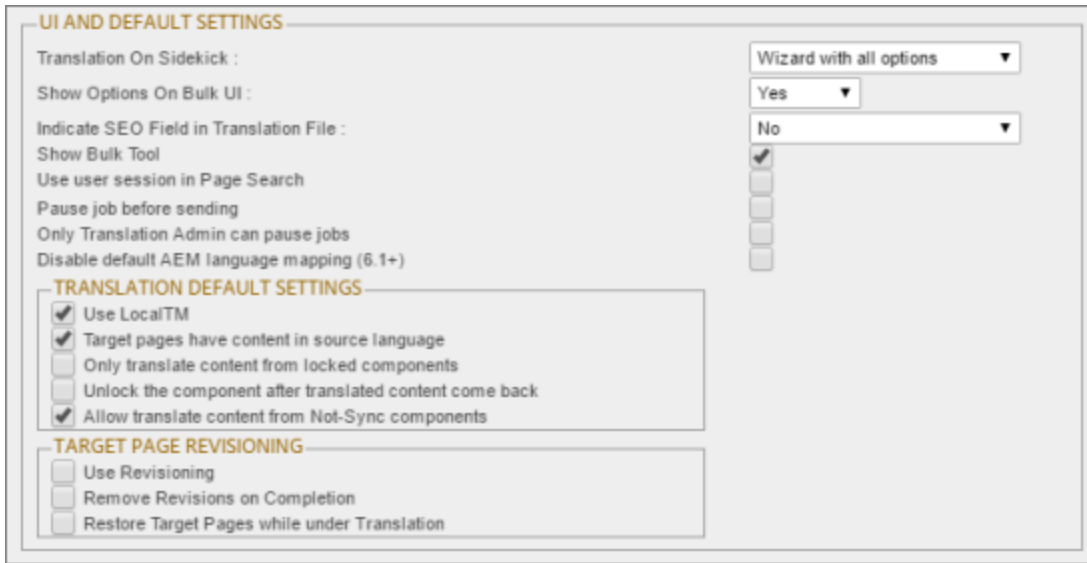 UI AND DEFAULT SETTINGS
Translation On Sidekick : Wizard with all options
Show Options On Bulk UI : Yes
Indicate SEO Field in Translation File : No
Show Bulk Tool
Use user session in Page Search
Pause job before sending
Only Translation Admin can pause jobs
Disable default AEM language mapping (6.1+)
TRANSLATION DEFAULT SETTINGS
Use LocalTM
Target pages have content in source language
Only translate content from locked components
Unlock the component after translated content come back
Allow translate content from Not-Sync components
TARGET PAGE REVISIONING
Use Revisioning
Remove Revisions on Completion
Restore Target Pages while under Translation